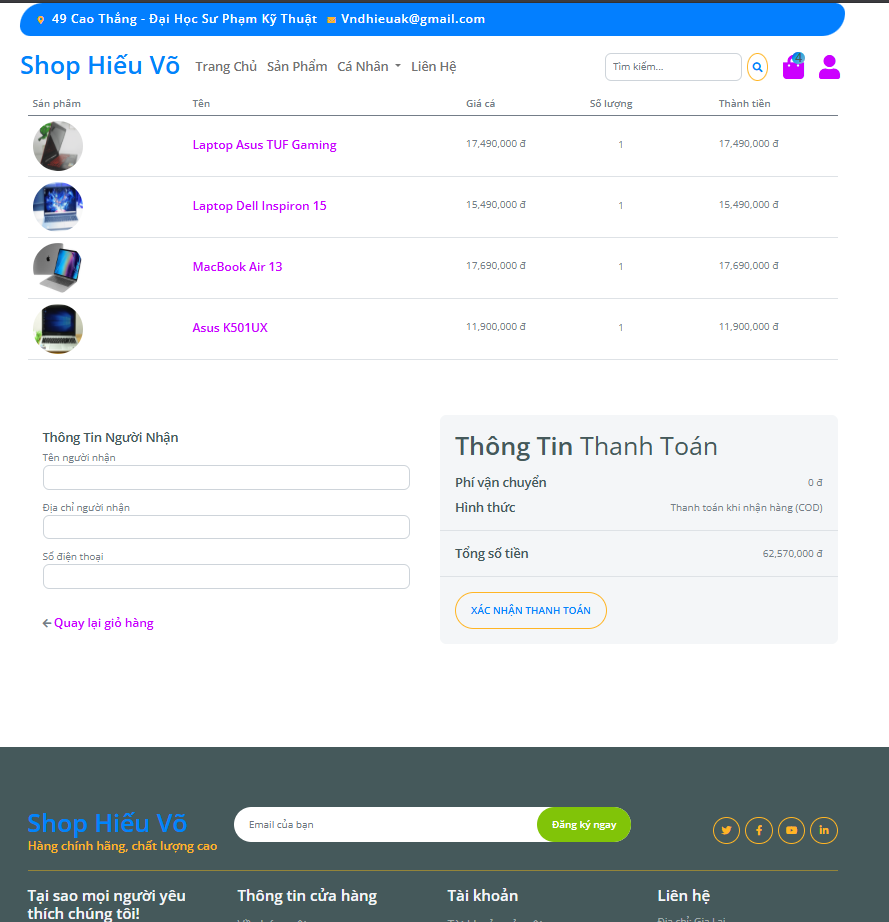 49 Cao Thắng - Đại Học Sư Phạm Kỹ Thuật Vndhieuak@gmail.com
Shop Hiếu Võ Trang Chủ Sản Phẩm Cá Nhân Liên Hệ Tìm kiếm... 4
Sản phẩm Tên Giá cả Số lượng Thành tiền
Laptop Asus TUF Gaming 17,490,000 đ 1 17,490,000 đ
Laptop Dell Inspiron 15 15,490,000 đ 1 15,490,000 đ
MacBook Air 13 17,690,000 đ 1 17,690,000 đ
Asus K501UX 11,900,000 đ 1 11,900,000 đ
Thông Tin Người Nhận
Tên người nhận
Địa chỉ người nhận
Số điện thoại
Quay lại giỏ hàng
Thông Tin Thanh Toán
Phí vận chuyển 0 đ
Hình thức Thanh toán khi nhận hàng (COD)
Tổng số tiền 62,570,000 đ
XÁC NHẬN THANH TOÁN
Shop Hiếu Võ
Hàng chính hãng, chất lượng cao
Email của bạn Đăng ký ngay
Tại sao mọi người yêu
thích chúng tôi!
Thông tin cửa hàng
Tài khoản
Liên hệ
Địa chỉ: Gia Lai